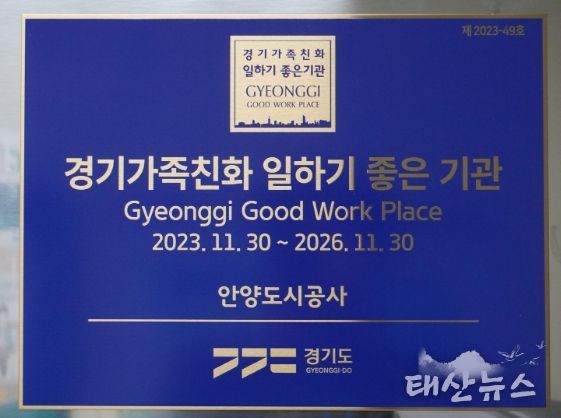 제 2023-49호
경기가족친화
일하기 좋은기관
GYEONGGI
GOOD WORK PLACE
경기가족친화 일하기 좋은 기관
Gyeonggi Good Work Place
2023. 11. 30 ~ 2026. 11. 30
안양도시공사
경기도
GYEONGGI-DO
태산뉴스